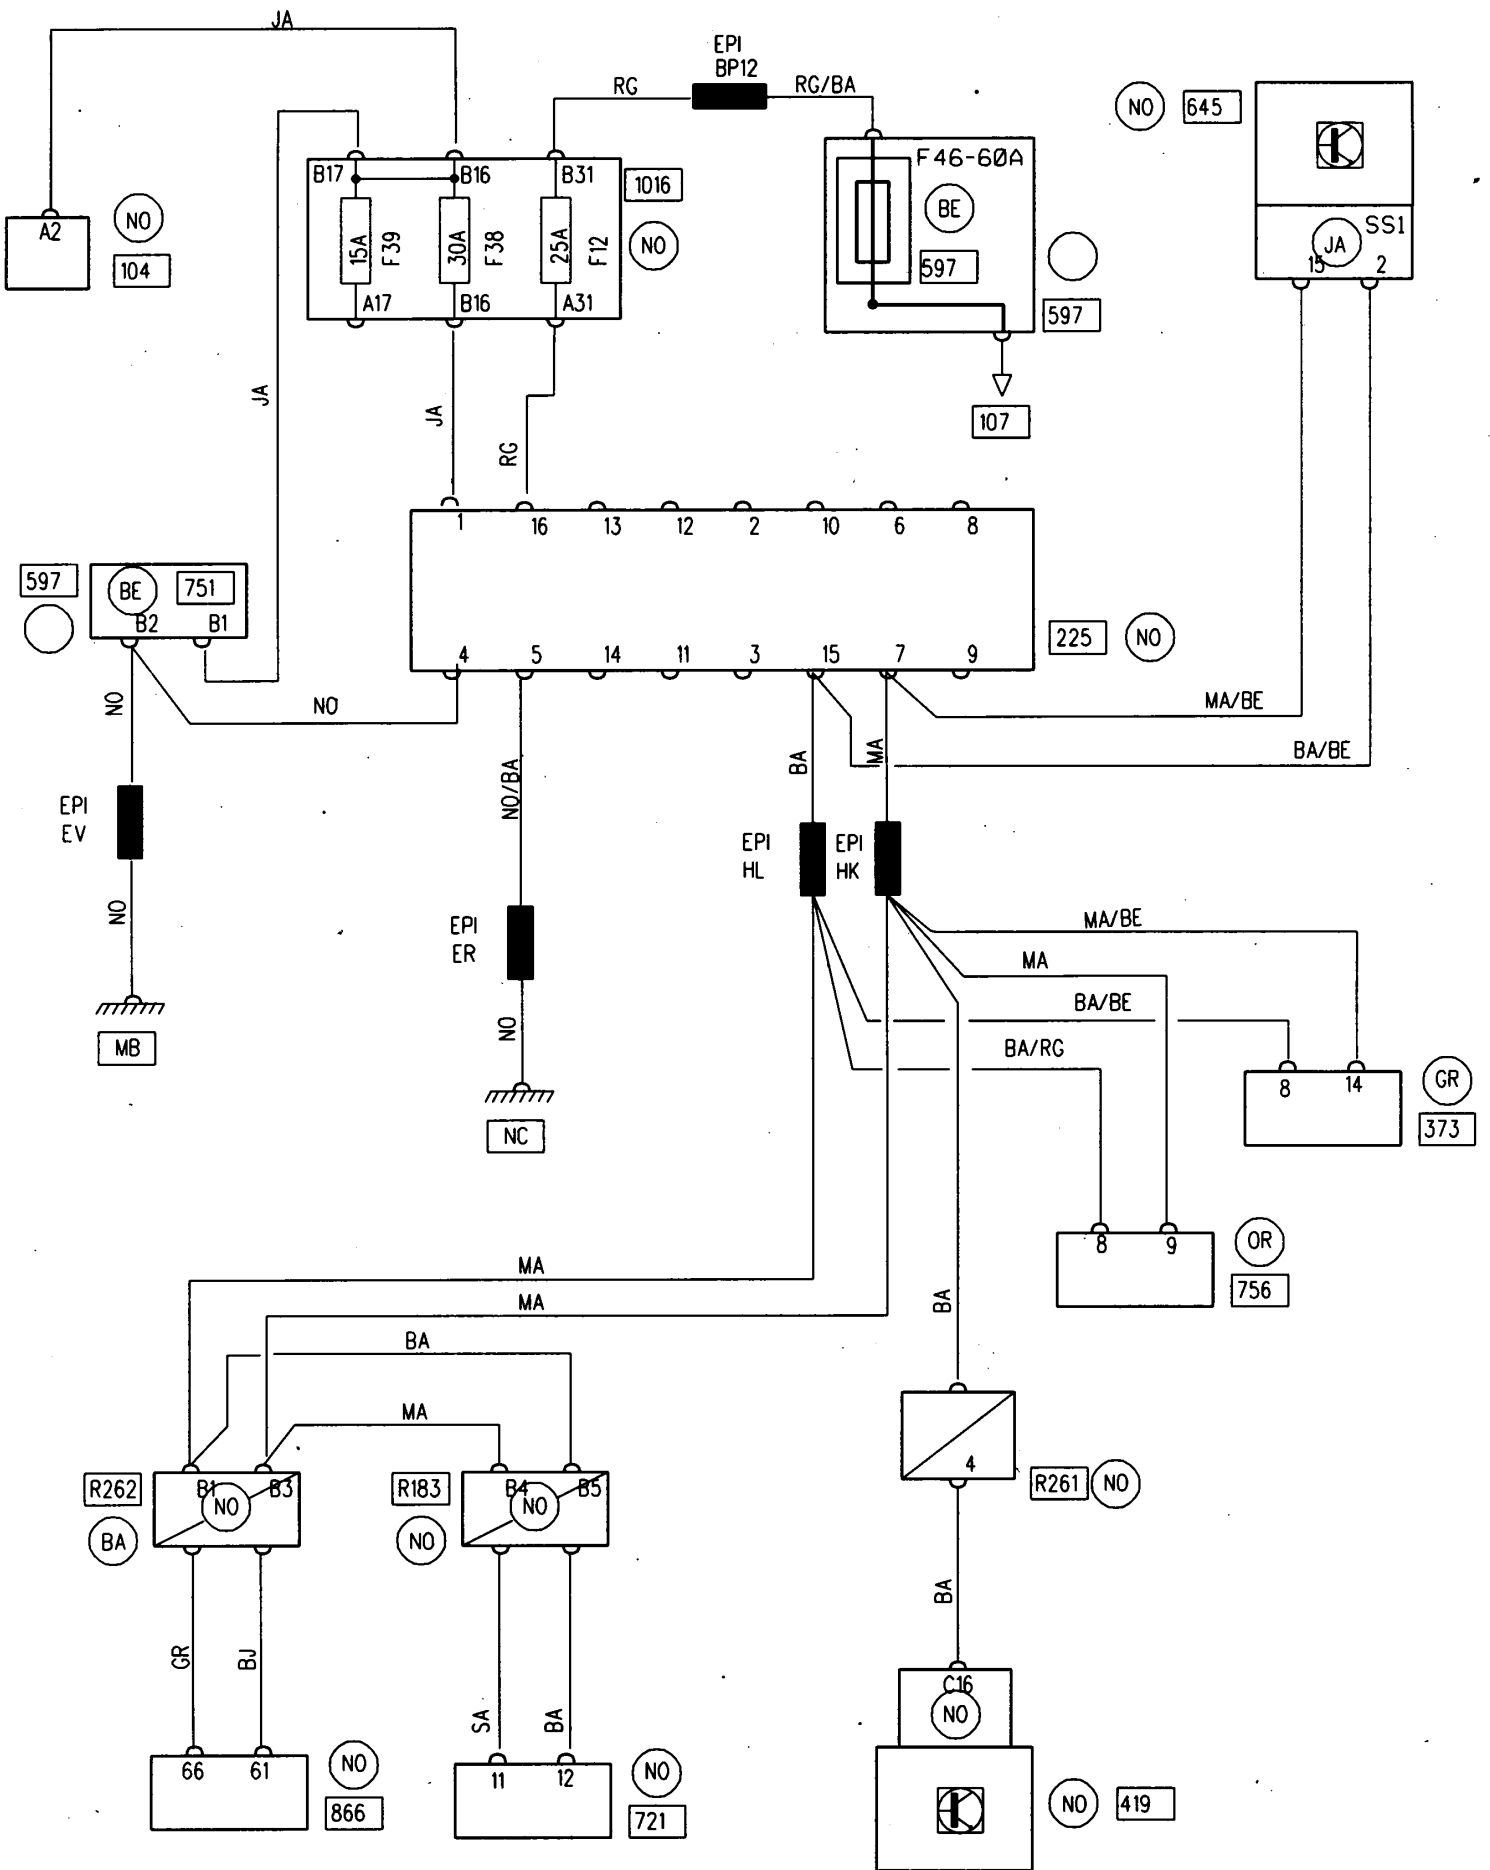 JA
EPI
BP12
RG
RG/BA
NO
645
B17
B16
B31
1016
F46-60A
BE
597
SS1
JA
15
2
A2
NO
104
15A
F39
30A
F38
25A
F12
NO
A17
B16
A31
597
107
JA
JA
RG
1
16
13
12
2
10
6
8
597
BE
751
B2
B1
4
5
14
11
3
15
7
9
225
NO
NO
NO
MA/BE
BA/BE
BA
MA
NO/BA
EPI
EV
EPI
HL
EPI
HK
NO
EPI
ER
MA/BE
MA
BA/BE
BA/RG
MB
NO
NC
8
14
GR
373
8
9
OR
756
MA
MA
BA
BA
MA
R262
B1
B3
NO
BA
R183
B4
B5
NO
NO
4
R261
NO
BA
GR
BJ
SA
BA
C16
NO
66
61
NO
866
11
12
NO
721
NO
419